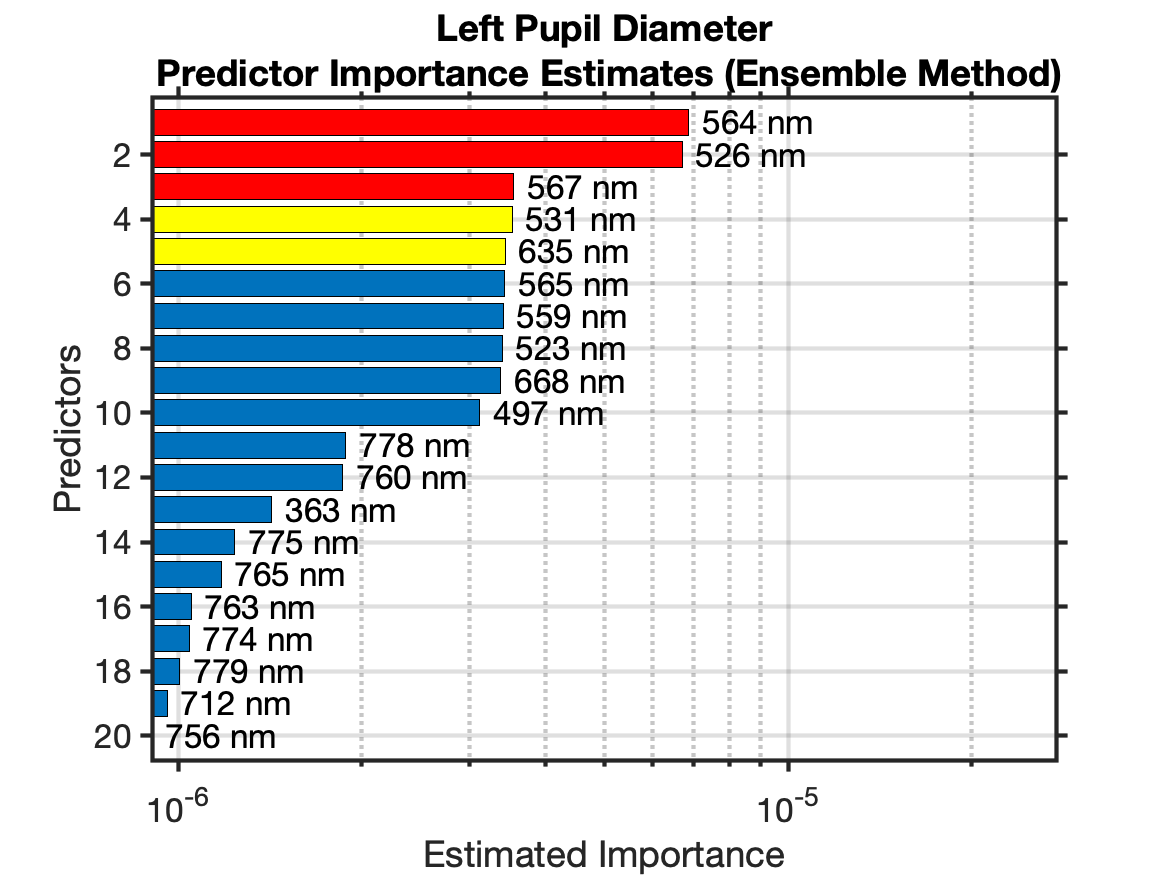 Left Pupil Diameter
Predictor Importance Estimates (Ensemble Method)
564 nm
2 526 nm
567 nm
4 531 nm
635 nm
6 565 nm
559 nm
8 523 nm
668 nm
10 497 nm
778 nm
12 760 nm
363 nm
14 775 nm
765 nm
16 763 nm
774 nm
18 779 nm
712 nm
20 756 nm
Predictors
10⁻⁶ 10⁻⁵
Estimated Importance